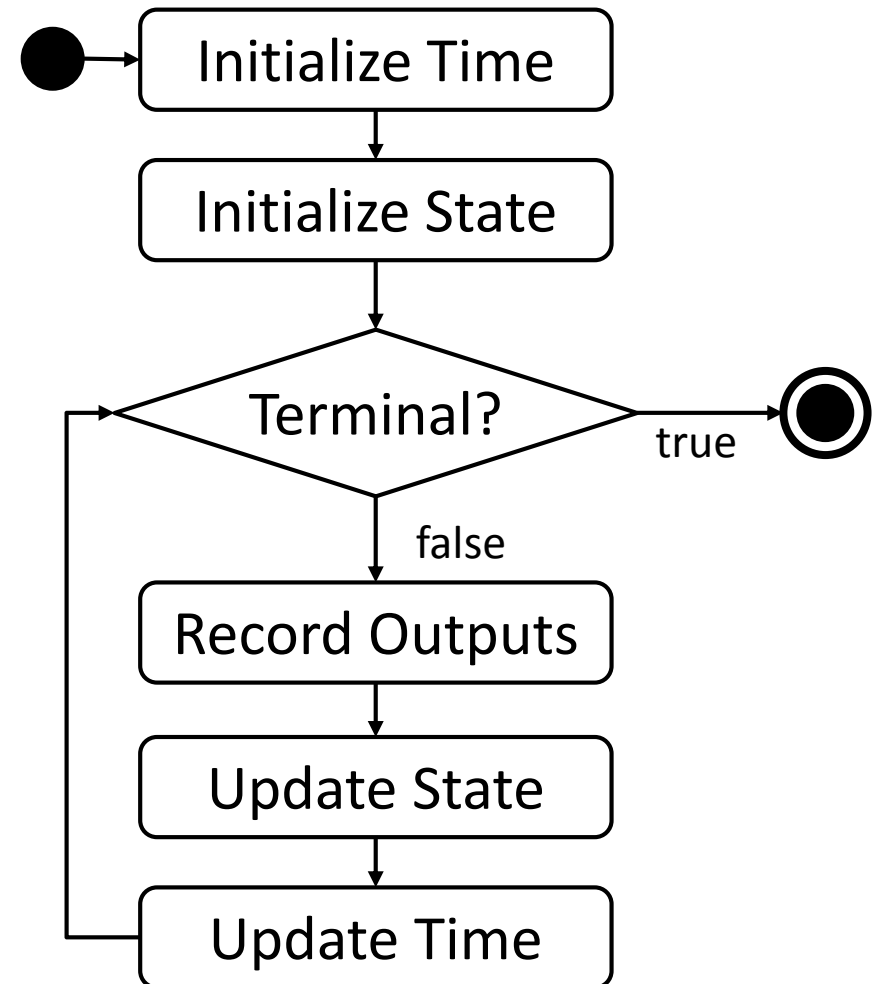 Initialize Time
Initialize State
Terminal?
true
false
Record Outputs
Update State
Update Time